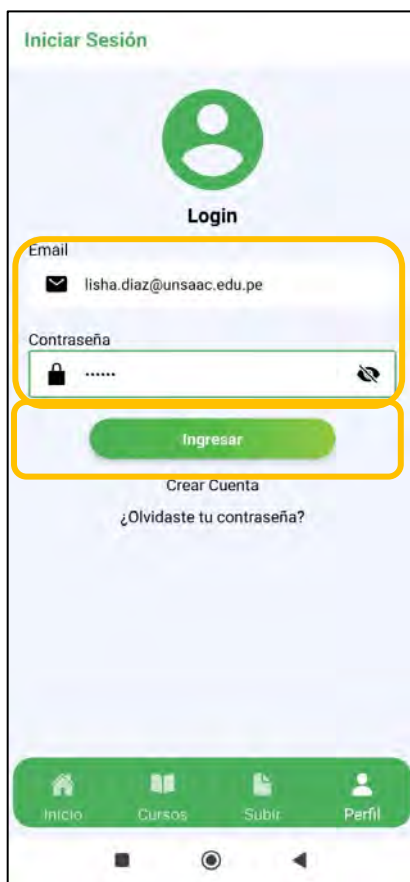 Iniciar Sesión
Login
Email
lisha.diaz@unsaac.edu.pe
Contraseña
······
Ingresar
Crear Cuenta
¿Olvidaste tu contraseña?
Inicio Cursos Subir Perfil